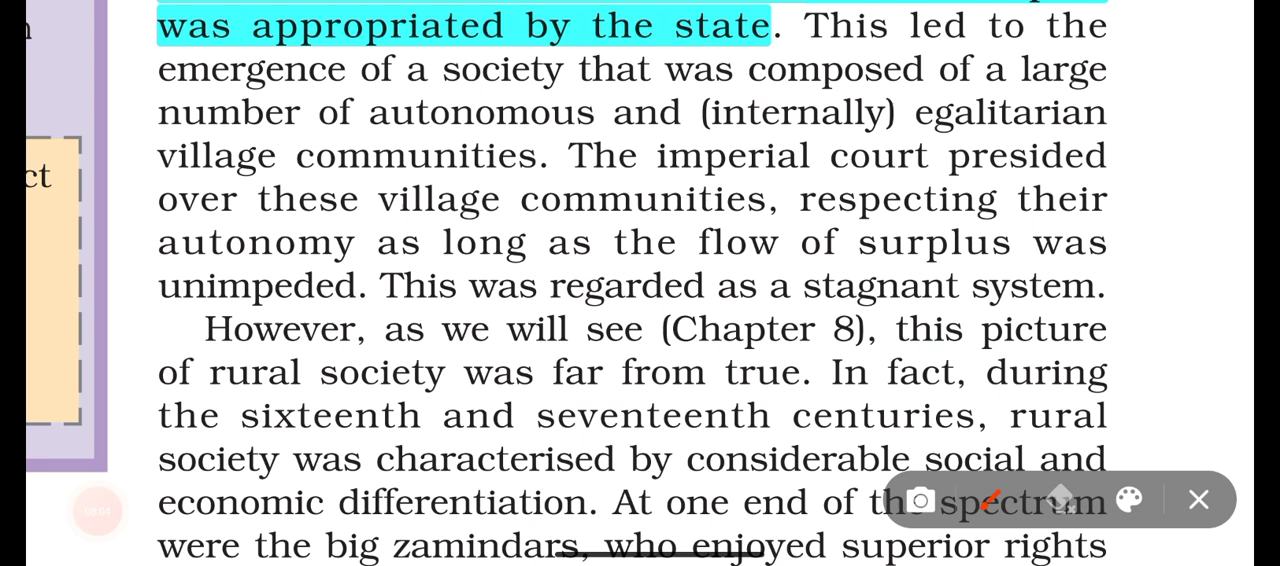 was appropriated by the state. This led to the
emergence of a society that was composed of a large
number of autonomous and (internally) egalitarian
village communities. The imperial court presided
over these village communities, respecting their
autonomy as long as the flow of surplus was
unimpeded. This was regarded as a stagnant system.
However, as we will see (Chapter 8), this picture
of rural society was far from true. In fact, during
the sixteenth and seventeenth centuries, rural
society was characterised by considerable social and
economic differentiation. At one end of the spectrum
were the big zamindars, who enjoyed superior rights
ct
08:04